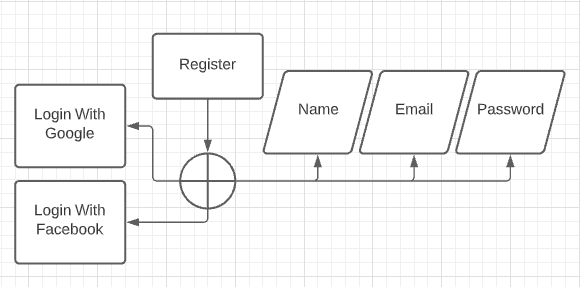 Register
Login With
Google
Login With
Facebook
Name
Email
Password